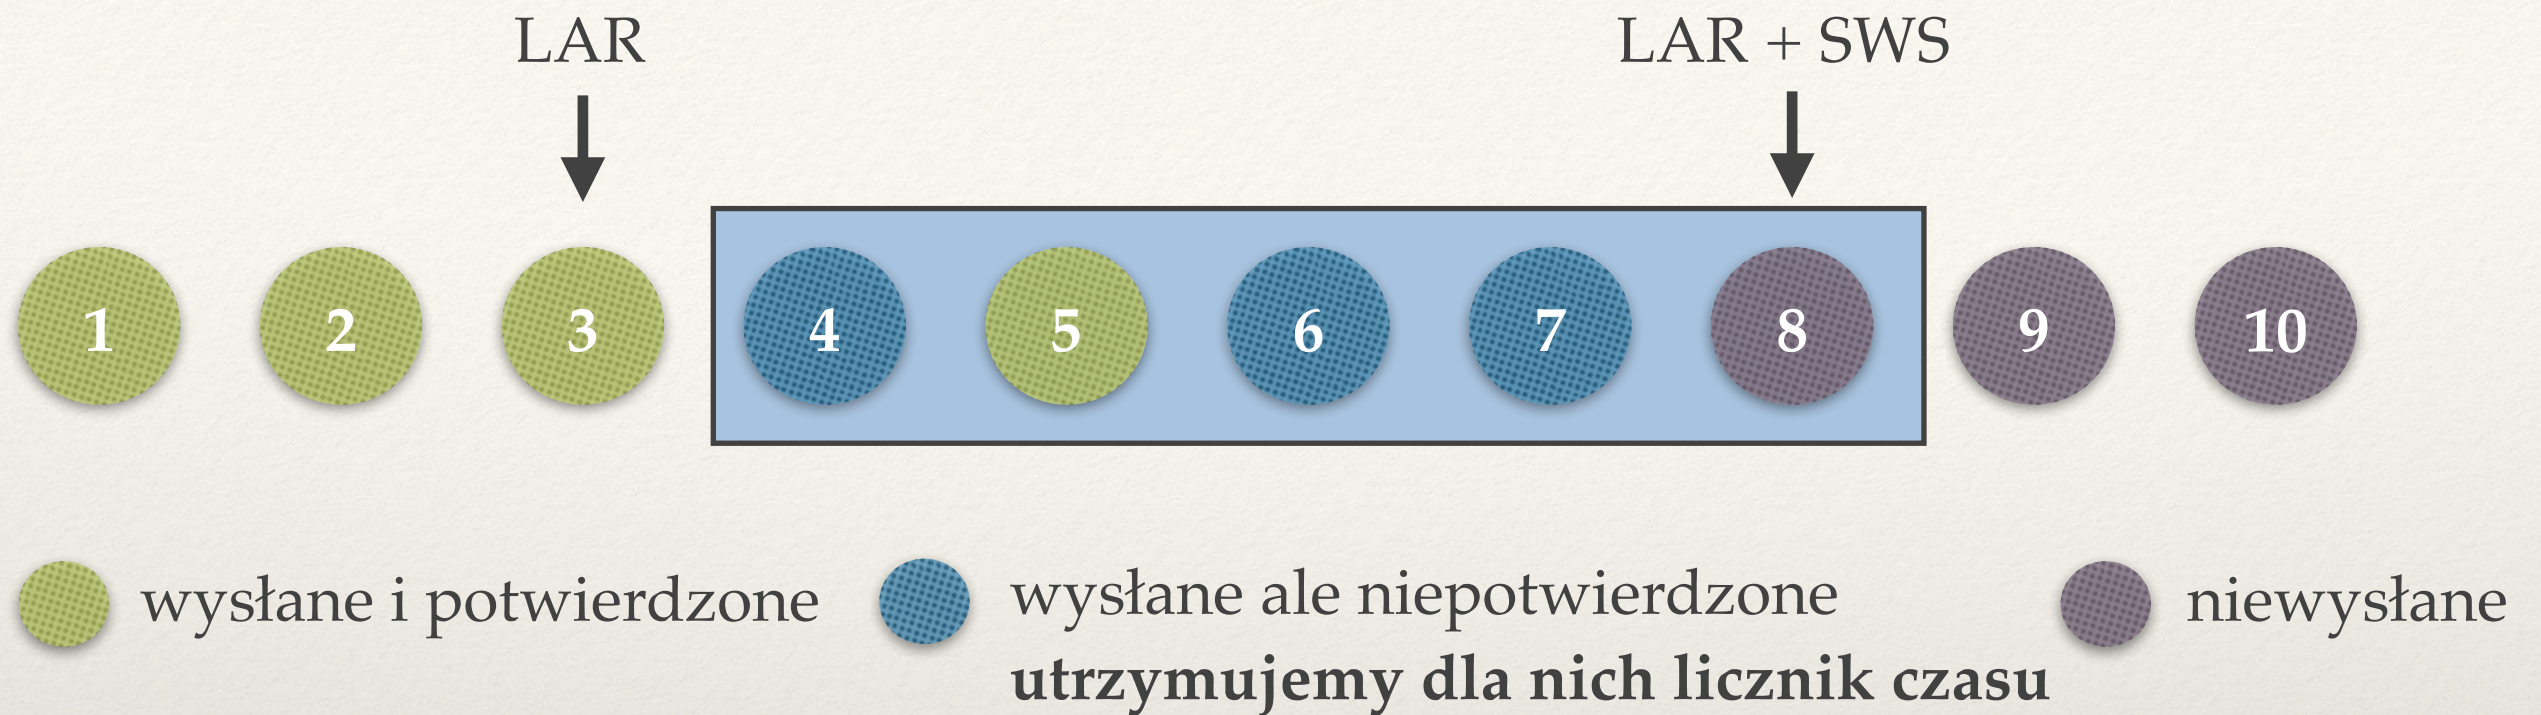 LAR LAR + SWS
1 2 3 4 5 6 7 8 9 10
wysłane i potwierdzone wysłane ale niepotwierdzone niewysłane
utrzymujemy dla nich licznik czasu